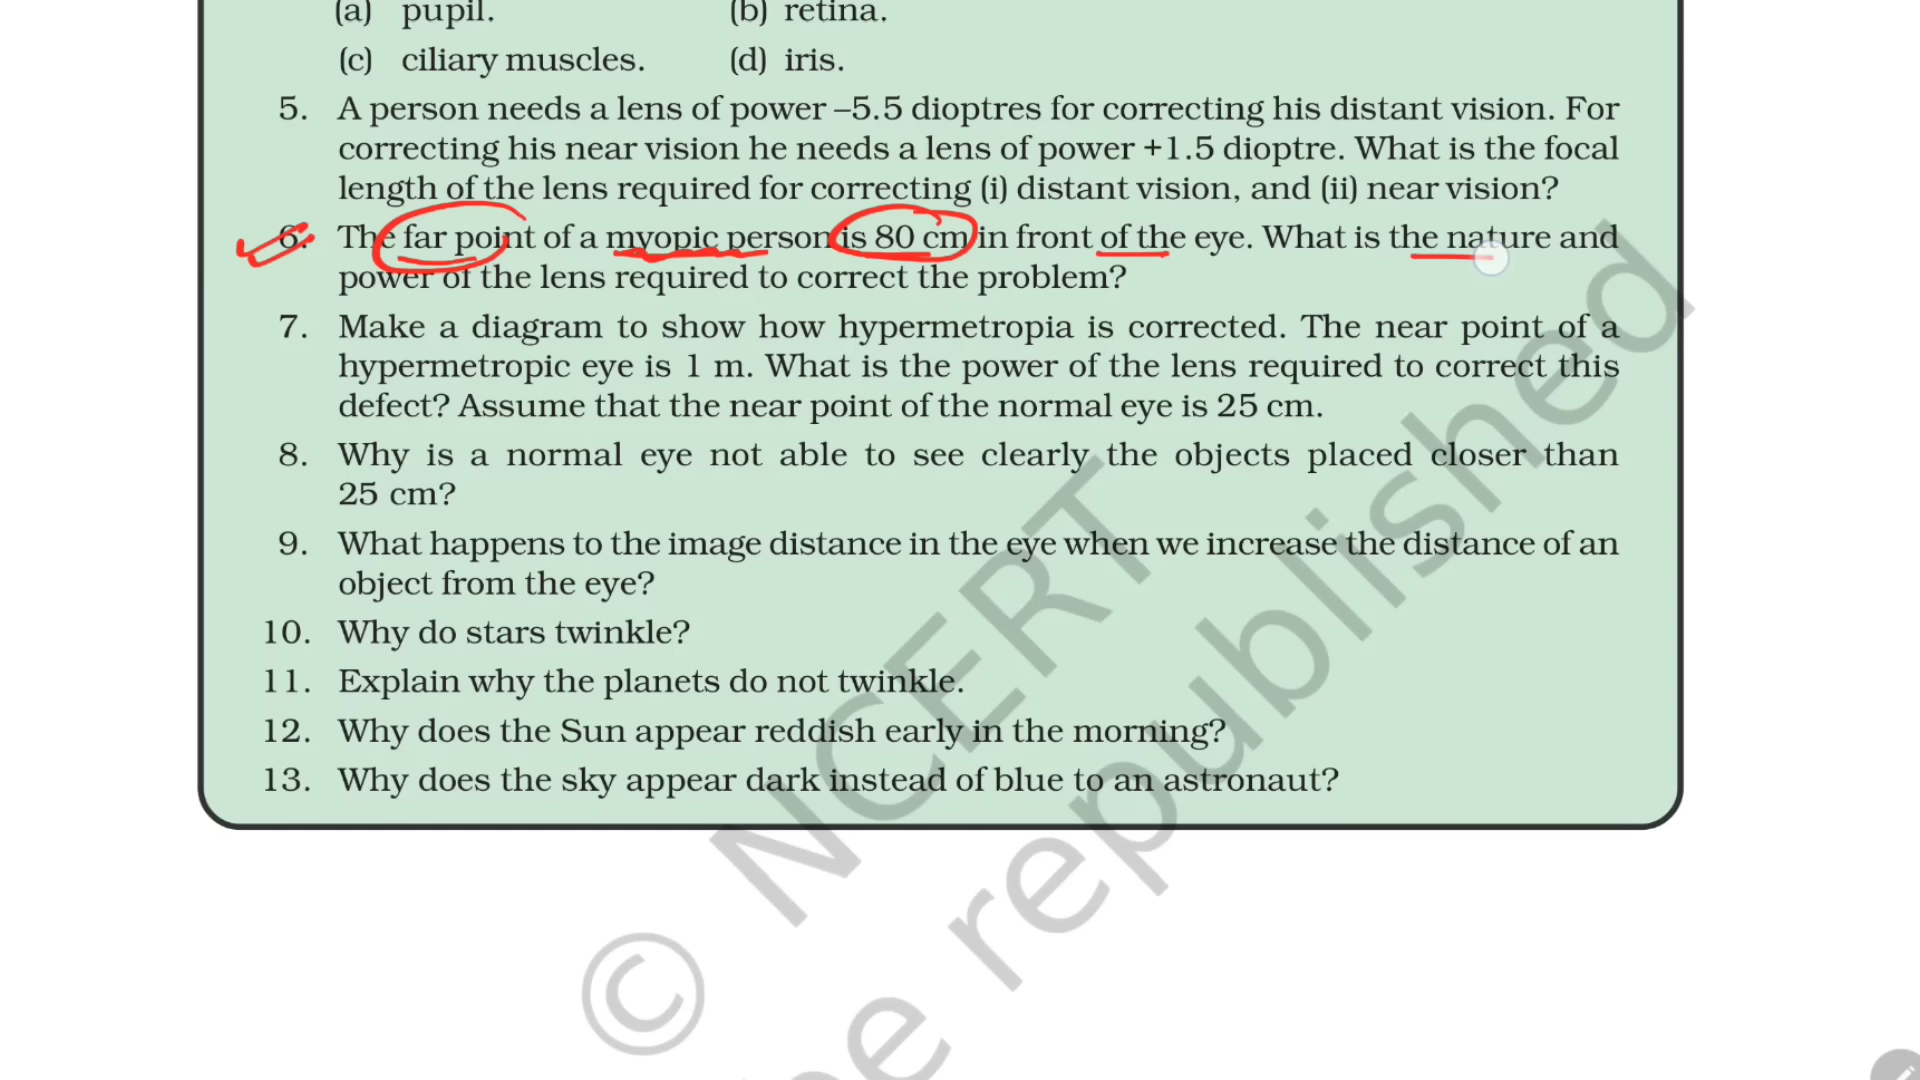 (a) pupil. (b) retina.
(c) ciliary muscles. (d) iris.
5. A person needs a lens of power –5.5 dioptres for correcting his distant vision. For
correcting his near vision he needs a lens of power +1.5 dioptre. What is the focal
length of the lens required for correcting (i) distant vision, and (ii) near vision?
6. The far point of a myopic person is 80 cm in front of the eye. What is the nature and
power of the lens required to correct the problem?
7. Make a diagram to show how hypermetropia is corrected. The near point of a
hypermetropic eye is 1 m. What is the power of the lens required to correct this
defect? Assume that the near point of the normal eye is 25 cm.
8. Why is a normal eye not able to see clearly the objects placed closer than
25 cm?
9. What happens to the image distance in the eye when we increase the distance of an
object from the eye?
10. Why do stars twinkle?
11. Explain why the planets do not twinkle.
12. Why does the Sun appear reddish early in the morning?
13. Why does the sky appear dark instead of blue to an astronaut?
© NCERT
be republished